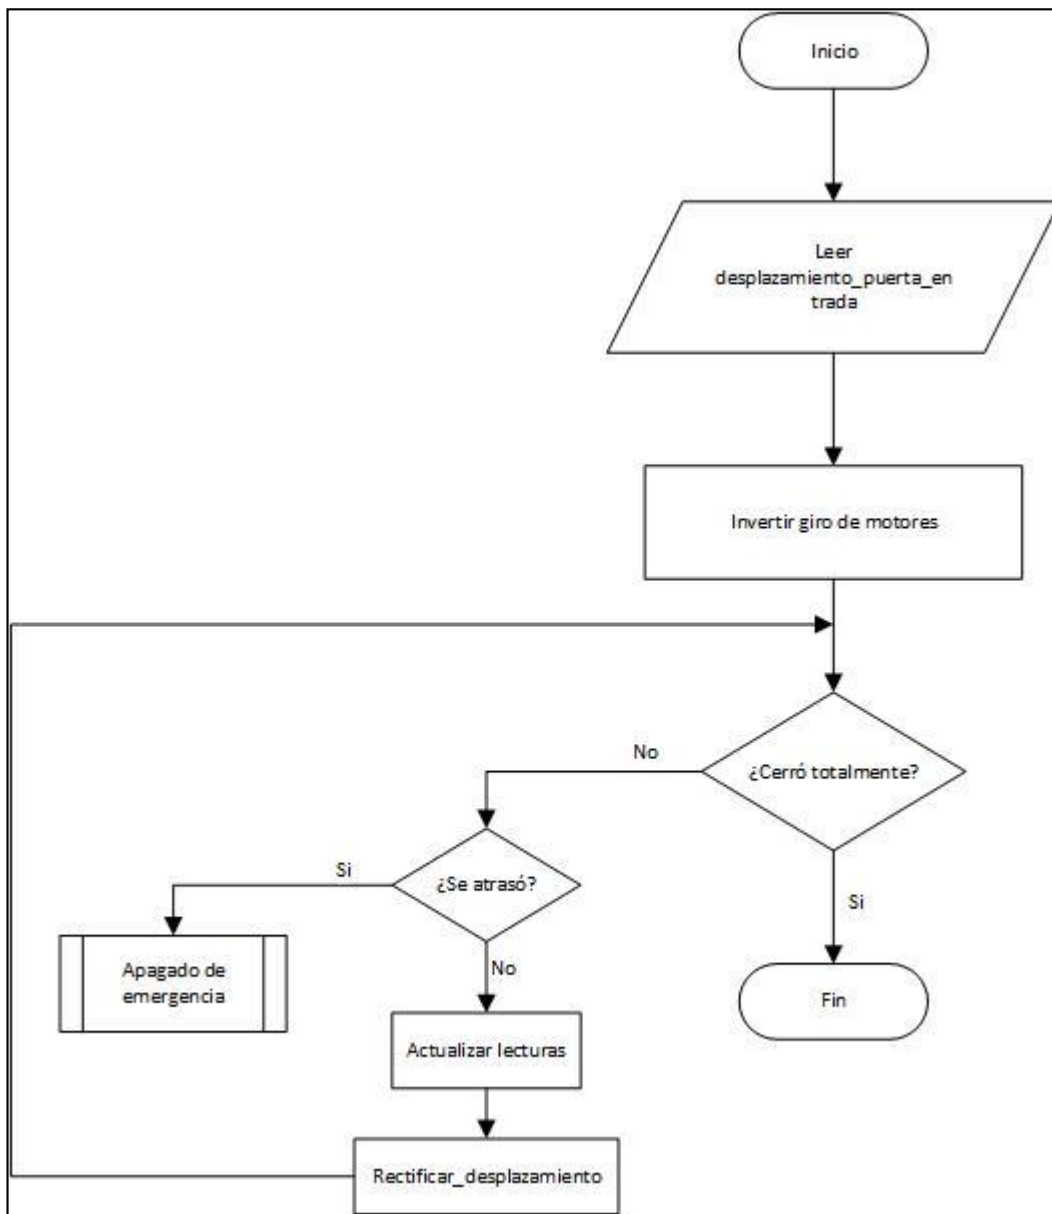 Inicio
Leer
desplazamiento_puerta_en
trada
Invertir giro de motores
¿Cerró totalmente?
No
¿Se atrasó?
Si
Si
Apagado de
emergencia
No
Fin
Actualizar lecturas
Rectificar_desplazamiento